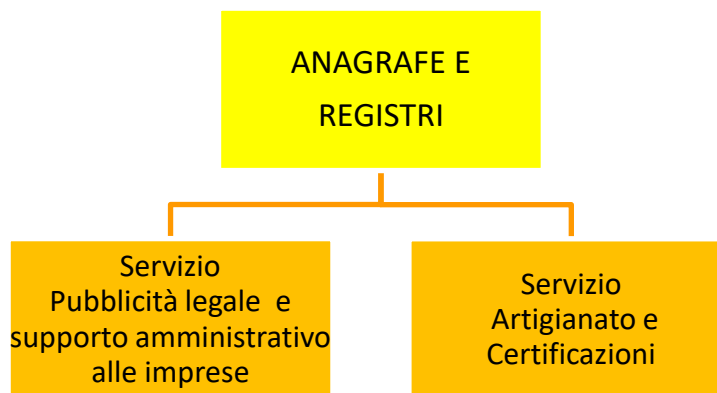 ANAGRAFE E
REGISTRI
Servizio
Pubblicità legale e
supporto amministrativo
alle imprese
Servizio
Artigianato e
Certificazioni